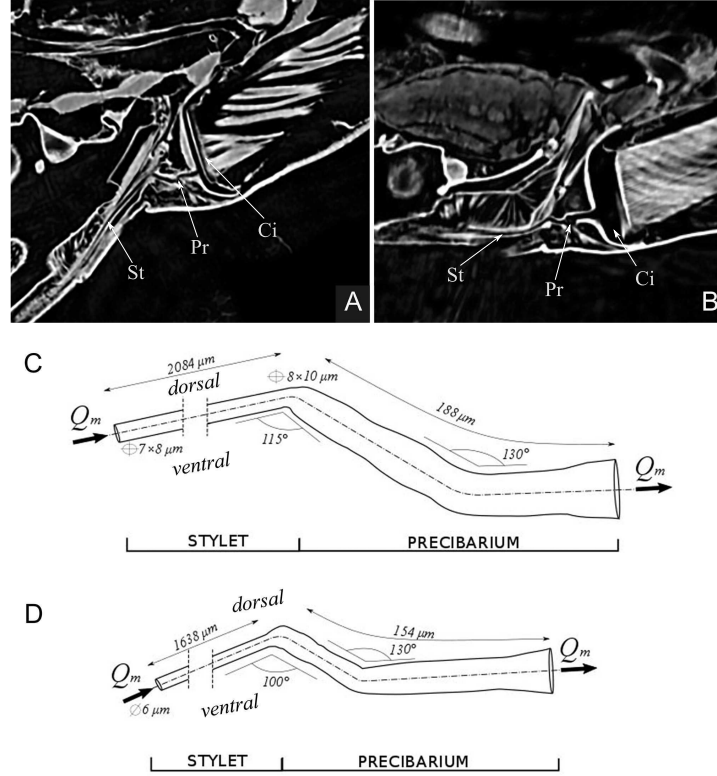 St
Pr
Ci
A
St
Pr
Ci
B
C
2084 μm
dorsal
⌀ 8×10 μm
188 μm
Qm
115°
130°
Qm
⌀ 7×8 μm
ventral
STYLET
PRECIBARIUM
D
dorsal
1638 μm
154 μm
130°
Qm
Qm
100°
⌀6 μm
ventral
STYLET
PRECIBARIUM